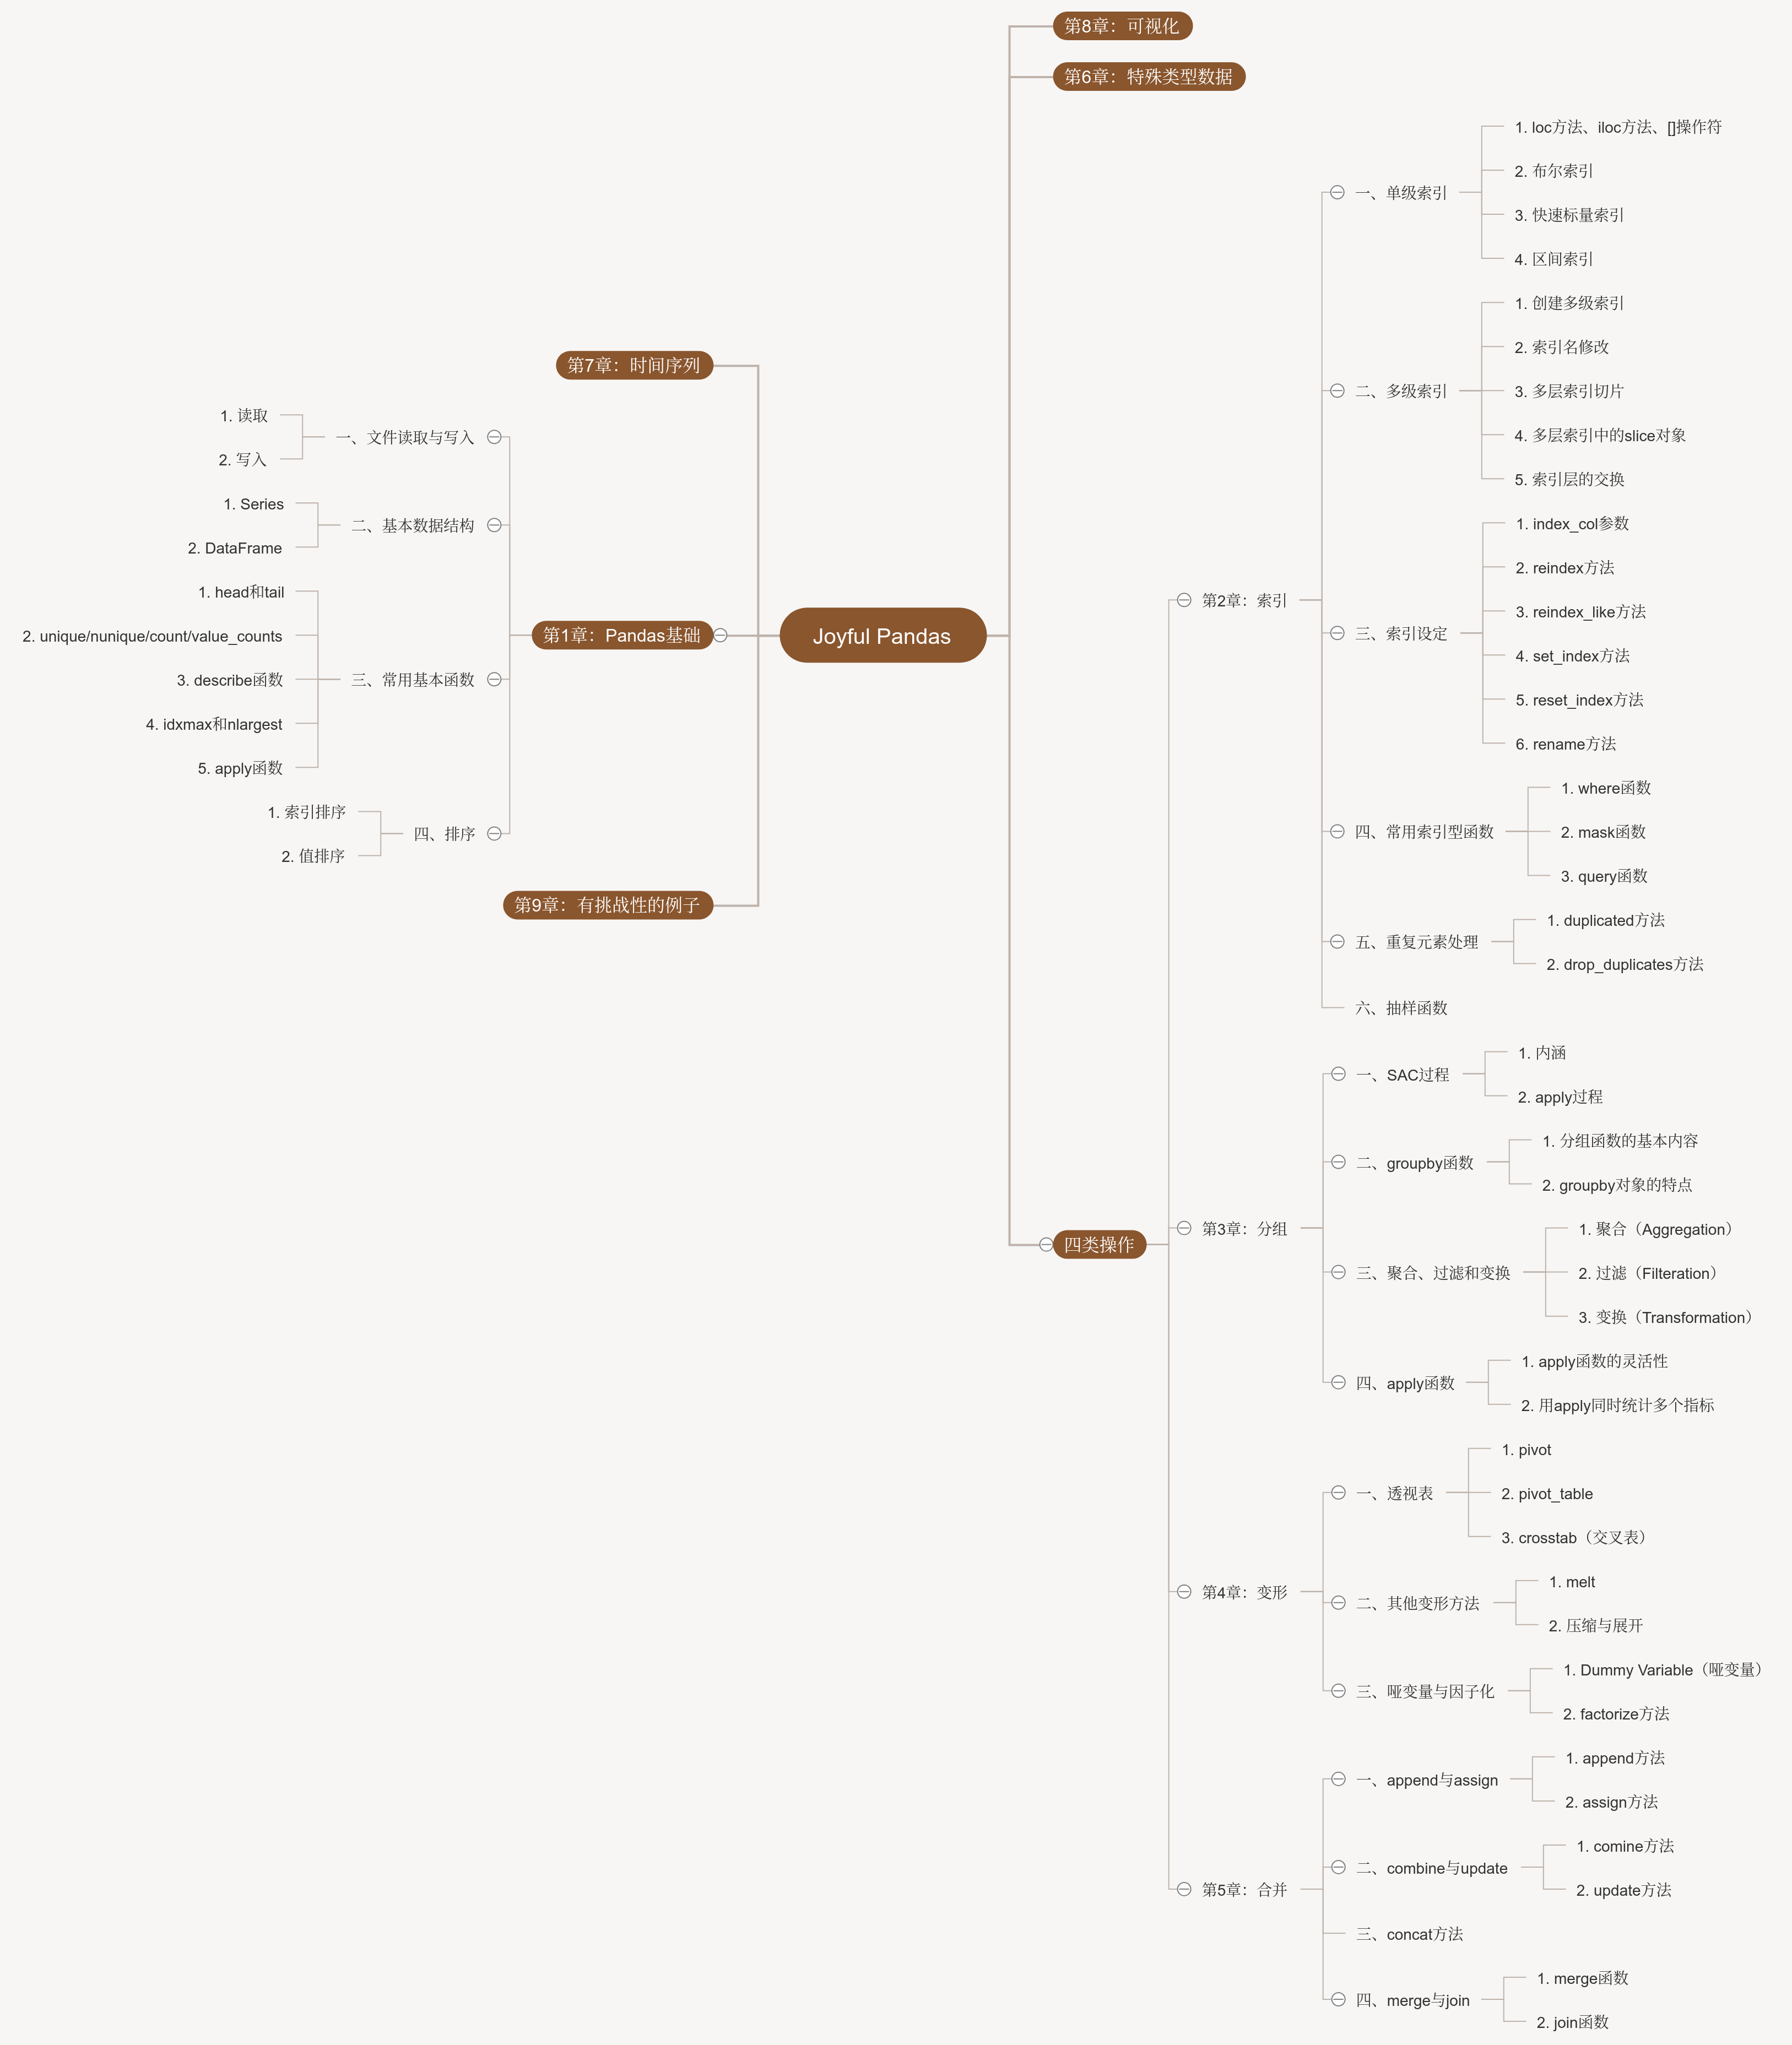 Joyful Pandas
第7章：时间序列
第1章：Pandas基础
一、文件读取与写入
1. 读取
2. 写入
二、基本数据结构
1. Series
2. DataFrame
三、常用基本函数
1. head和tail
2. unique/nunique/count/value_counts
3. describe函数
4. idxmax和nlargest
5. apply函数
四、排序
1. 索引排序
2. 值排序
第9章：有挑战性的例子
第8章：可视化
第6章：特殊类型数据
四类操作
第2章：索引
一、单级索引
1. loc方法、iloc方法、[]操作符
2. 布尔索引
3. 快速标量索引
4. 区间索引
二、多级索引
1. 创建多级索引
2. 索引名修改
3. 多层索引切片
4. 多层索引中的slice对象
5. 索引层的交换
三、索引设定
1. index_col参数
2. reindex方法
3. reindex_like方法
4. set_index方法
5. reset_index方法
6. rename方法
四、常用索引型函数
1. where函数
2. mask函数
3. query函数
五、重复元素处理
1. duplicated方法
2. drop_duplicates方法
六、抽样函数
第3章：分组
一、SAC过程
1. 内涵
2. apply过程
二、groupby函数
1. 分组函数的基本内容
2. groupby对象的特点
三、聚合、过滤和变换
1. 聚合（Aggregation）
2. 过滤（Filteration）
3. 变换（Transformation）
四、apply函数
1. apply函数的灵活性
2. 用apply同时统计多个指标
第4章：变形
一、透视表
1. pivot
2. pivot_table
3. crosstab（交叉表）
二、其他变形方法
1. melt
2. 压缩与展开
三、哑变量与因子化
1. Dummy Variable（哑变量）
2. factorize方法
第5章：合并
一、append与assign
1. append方法
2. assign方法
二、combine与update
1. comine方法
2. update方法
三、concat方法
四、merge与join
1. merge函数
2. join函数